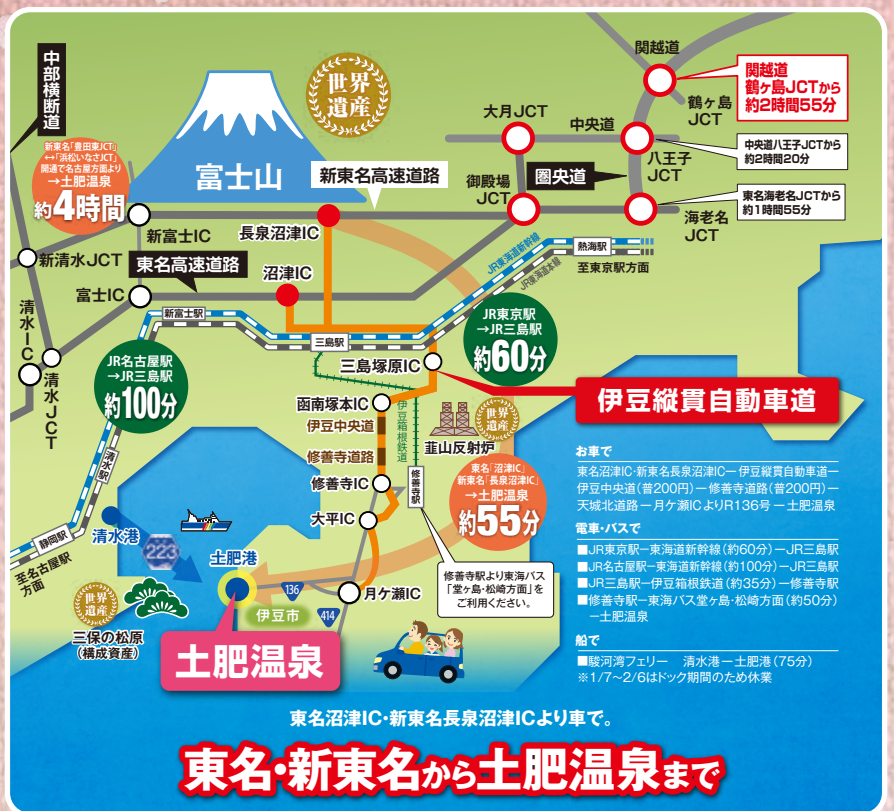 関越道
中部横断道
世界
遺産
関越道
鶴ヶ島JCTから
約2時間55分
鶴ヶ島
JCT
大月JCT
中央道
中央道八王子JCTから
約2時間20分
八王子
JCT
新東名「豊田東JCT」
↔「浜松いなさJCT」
開通で名古屋方面より
→土肥温泉
約4時間
富士山
新東名高速道路
御殿場
JCT
圏央道
東名海老名JCTから
約1時間55分
海老名
JCT
新富士IC
長泉沼津IC
新清水JCT
東名高速道路
沼津IC
JR東海道新幹線
JR東海道本線
熱海駅
至東京駅方面
富士IC
清水IC
清水JCT
新富士駅
三島駅
JR東京駅
→JR三島駅
約60分
三島塚原IC
JR名古屋駅
→JR三島駅
約100分
伊豆縦貫自動車道
函南塚本IC
伊豆中央道
伊豆箱根鉄道
世界
遺産
韮山反射炉
修善寺道路
修善寺IC
修善寺駅
大平IC
東名「沼津IC」
新東名「長泉沼津IC」
→土肥温泉
約55分
清水駅
静岡駅
至名古屋駅
方面
清水港
223
土肥港
136
伊豆市
414
月ケ瀬IC
修善寺駅より東海バス
「堂ヶ島・松崎方面」を
ご利用ください。
世界
遺産
三保の松原
(構成資産)
土肥温泉
お車で
東名沼津IC・新東名長泉沼津IC─伊豆縦貫自動車道─
伊豆中央道(普200円)─修善寺道路(普200円)─
天城北道路─月ケ瀬ICよりR136号─土肥温泉
電車・バスで
■JR東京駅─東海道新幹線(約60分)─JR三島駅
■JR名古屋駅─東海道新幹線(約100分)─JR三島駅
■JR三島駅─伊豆箱根鉄道(約35分)─修善寺駅
■修善寺駅─東海バス堂ヶ島・松崎方面(約50分)
─土肥温泉
船で
■駿河湾フェリー 清水港─土肥港(75分)
※1/7~2/6はドック期間のため休業
東名沼津IC・新東名長泉沼津ICより車で。
東名・新東名から土肥温泉まで